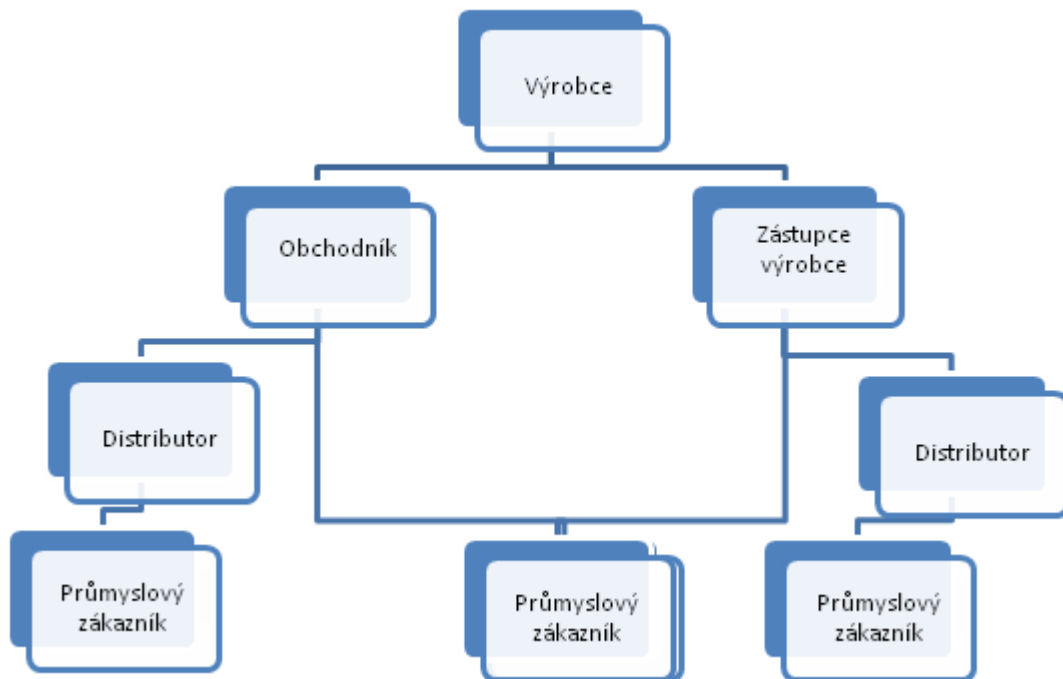 Výrobce
Obchodník
Zástupce
výrobce
Distributor
Distributor
Průmyslový
zákazník
Průmyslový
zákazník
Průmyslový
zákazník